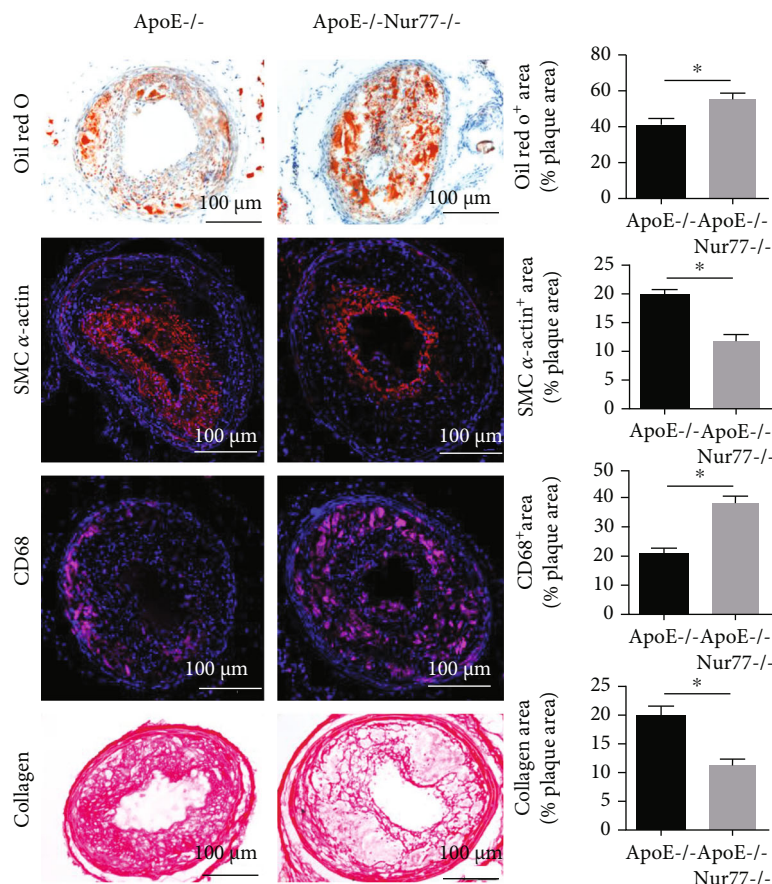 ApoE-/-
ApoE-/-Nur77-/-
Oil red O
100 μm
100 μm
Oil red o⁺ area
(% plaque area)
80
60
40
20
0
*
ApoE-/-
ApoE-/-
Nur77-/-
SMC α-actin
100 μm
100 μm
SMC α-actin⁺ area
(% plaque area)
25
20
15
10
5
0
*
ApoE-/-
ApoE-/-
Nur77-/-
CD68
100 μm
100 μm
CD68⁺area
(% plaque area)
50
40
30
20
10
0
*
ApoE-/-
ApoE-/-
Nur77-/-
Collagen
100 μm
100 μm
Collagen area
(% plaque area)
25
20
15
10
5
0
*
ApoE-/-
ApoE-/-
Nur77-/-